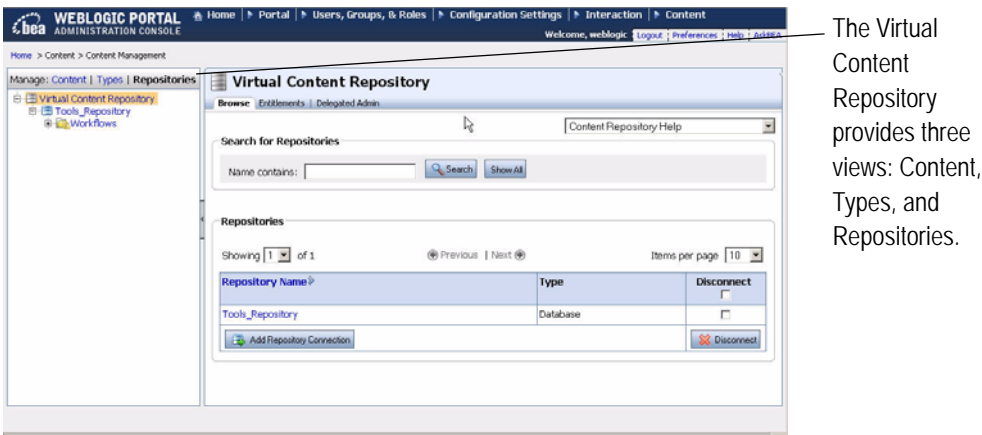 WEBLOGIC PORTAL
bea ADMINISTRATION CONSOLE
Home | Portal | Users, Groups, & Roles | Configuration Settings | Interaction | Content
Welcome, weblogic Logout Preferences Help AskBEA
Home > Content > Content Management
Manage: Content | Types | Repositories
Virtual Content Repository
Tools_Repository
Workflows
Virtual Content Repository
Browse Entitlements | Delegated Admin
Content Repository Help
Search for Repositories
Name contains: Search Show All
Repositories
Showing 1 of 1 Previous | Next Items per page 10
Repository Name Type Disconnect
Tools_Repository Database
Add Repository Connection Disconnect
The Virtual
Content
Repository
provides three
views: Content,
Types, and
Repositories.